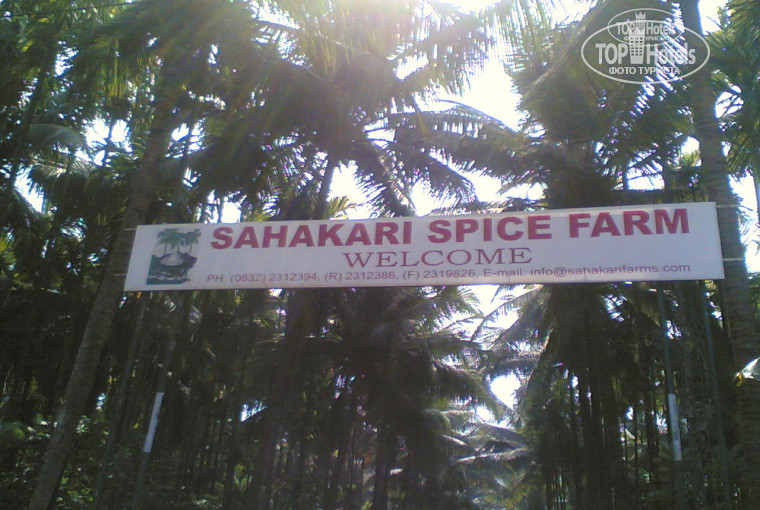 TOP Hotels
ФОТО ТУРИСТА
SAHAKARI SPICE FARM
WELCOME
PH: (0832) 2312394, (R) 2312386, (F) 2319826, E-mail: info@sahakarifarms.com